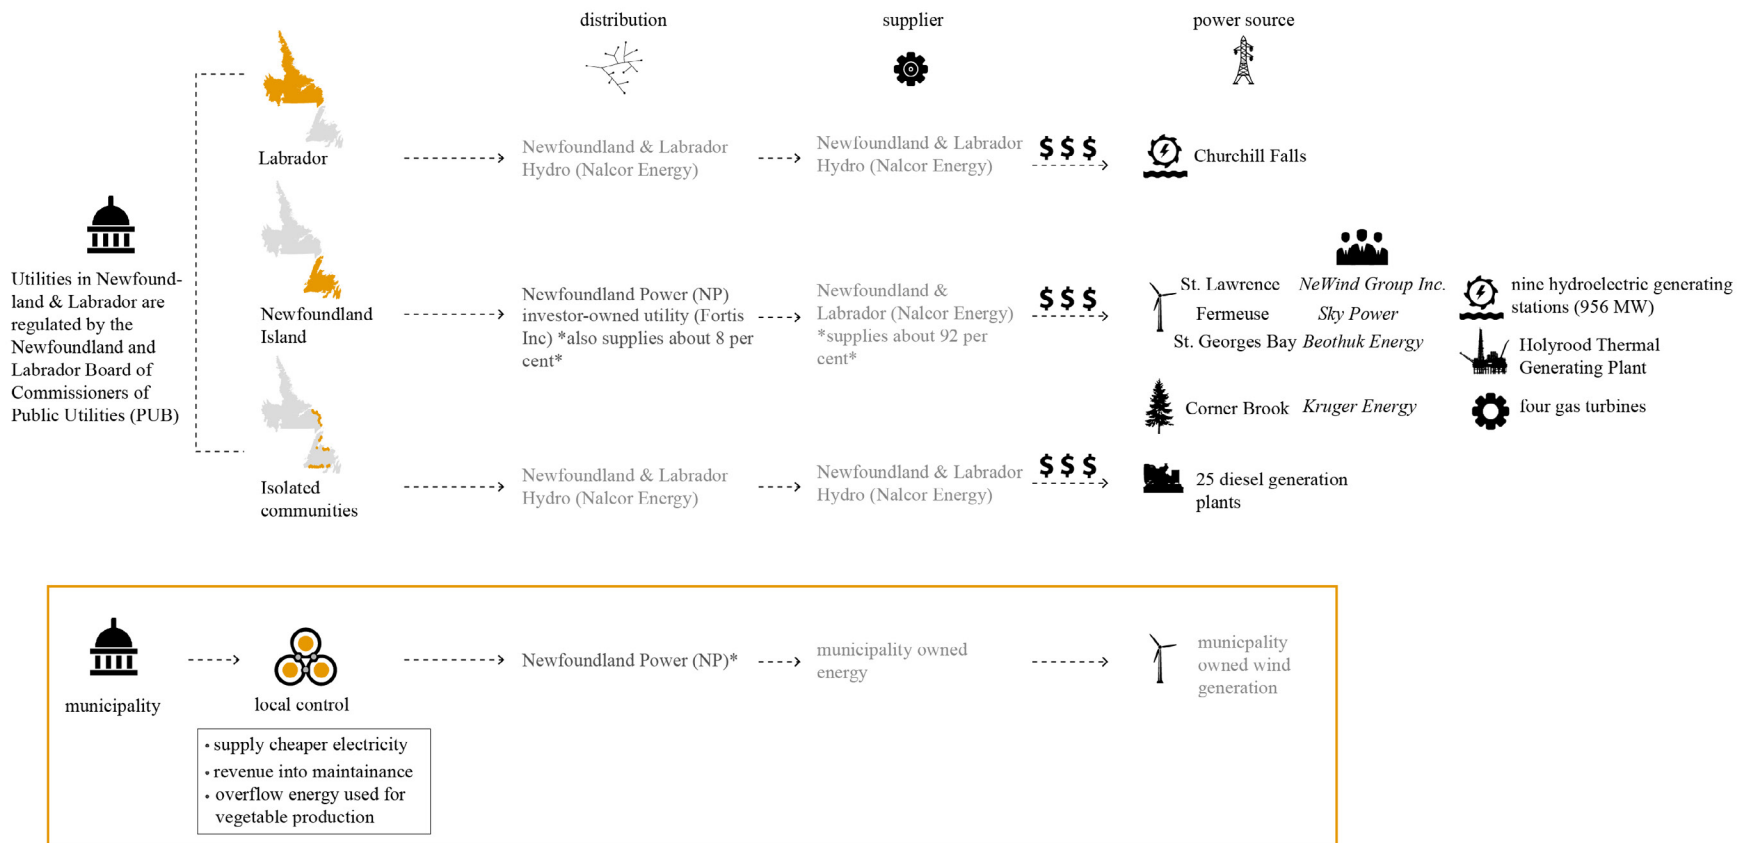 distribution
supplier
power source
Labrador
Newfoundland & Labrador
Hydro (Nalcor Energy)
Newfoundland & Labrador
Hydro (Nalcor Energy)
$ $ $
Churchill Falls
Utilities in Newfound-
land & Labrador are
regulated by the
Newfoundland and
Labrador Board of
Commissioners of
Public Utilities (PUB)
Newfoundland
Island
Newfoundland Power (NP)
investor-owned utility (Fortis
Inc) *also supplies about 8 per
cent*
Newfoundland &
Labrador (Nalcor Energy)
*supplies about 92 per
cent*
$ $ $
St. Lawrence
NeWind Group Inc.
Fermeuse
Sky Power
St. Georges Bay
Beothuk Energy
Corner Brook
Kruger Energy
nine hydroelectric generating
stations (956 MW)
Holyrood Thermal
Generating Plant
four gas turbines
Isolated
communities
Newfoundland & Labrador
Hydro (Nalcor Energy)
Newfoundland & Labrador
Hydro (Nalcor Energy)
$ $ $
25 diesel generation
plants
municipality
local control
Newfoundland Power (NP)*
municipality owned
energy
municpality
owned wind
generation
• supply cheaper electricity
• revenue into maintainance
• overflow energy used for
vegetable production